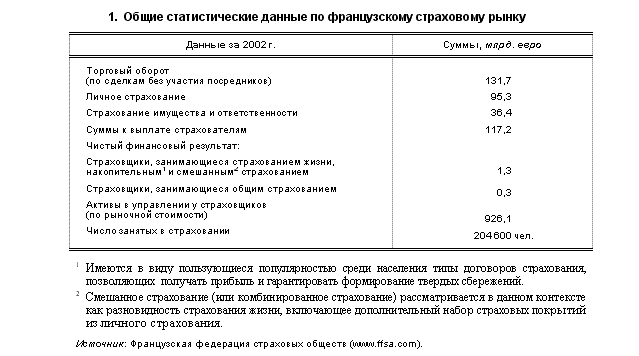 1. Общие статистические данные по французскому страховому рынку
Данные за 2002 г. Суммы, млрд. евро
Торговый оборот
(по сделкам без участия посредников) 131,7
Личное страхование 95,3
Страхование имущества и ответственности 36,4
Суммы к выплате страхователям 117,2
Чистый финансовый результат:
Страховщики, занимающиеся страхованием жизни,
накопительным¹ и смешанным² страхованием 1,3
Страховщики, занимающиеся общим страхованием 0,3
Активы в управлении у страховщиков
(по рыночной стоимости) 926,1
Число занятых в страховании 204600 чел.
¹ Имеются в виду пользующиеся популярностью среди населения типы договоров страхования,
позволяющих получать прибыль и гарантировать формирование твердых сбережений.
² Смешанное страхование (или комбинированное страхование) рассматривается в данном контексте
как разновидность страхования жизни, включающее дополнительный набор страховых покрытий
из личного страхования.
Источник: Французская федерация страховых обществ (www.ffsa.com).